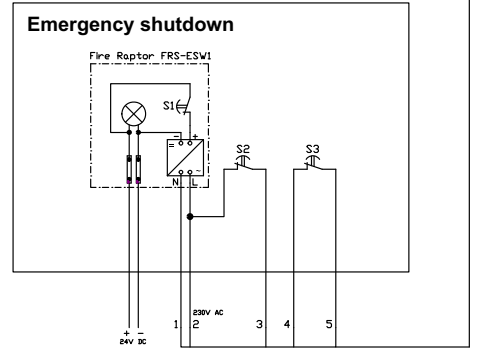 Emergency shutdown
Fire Raptor FRS-ESW1
S1
- +
=
~
N L
S2
S3
230V AC
1 2 3 4 5
+ -
24V DC